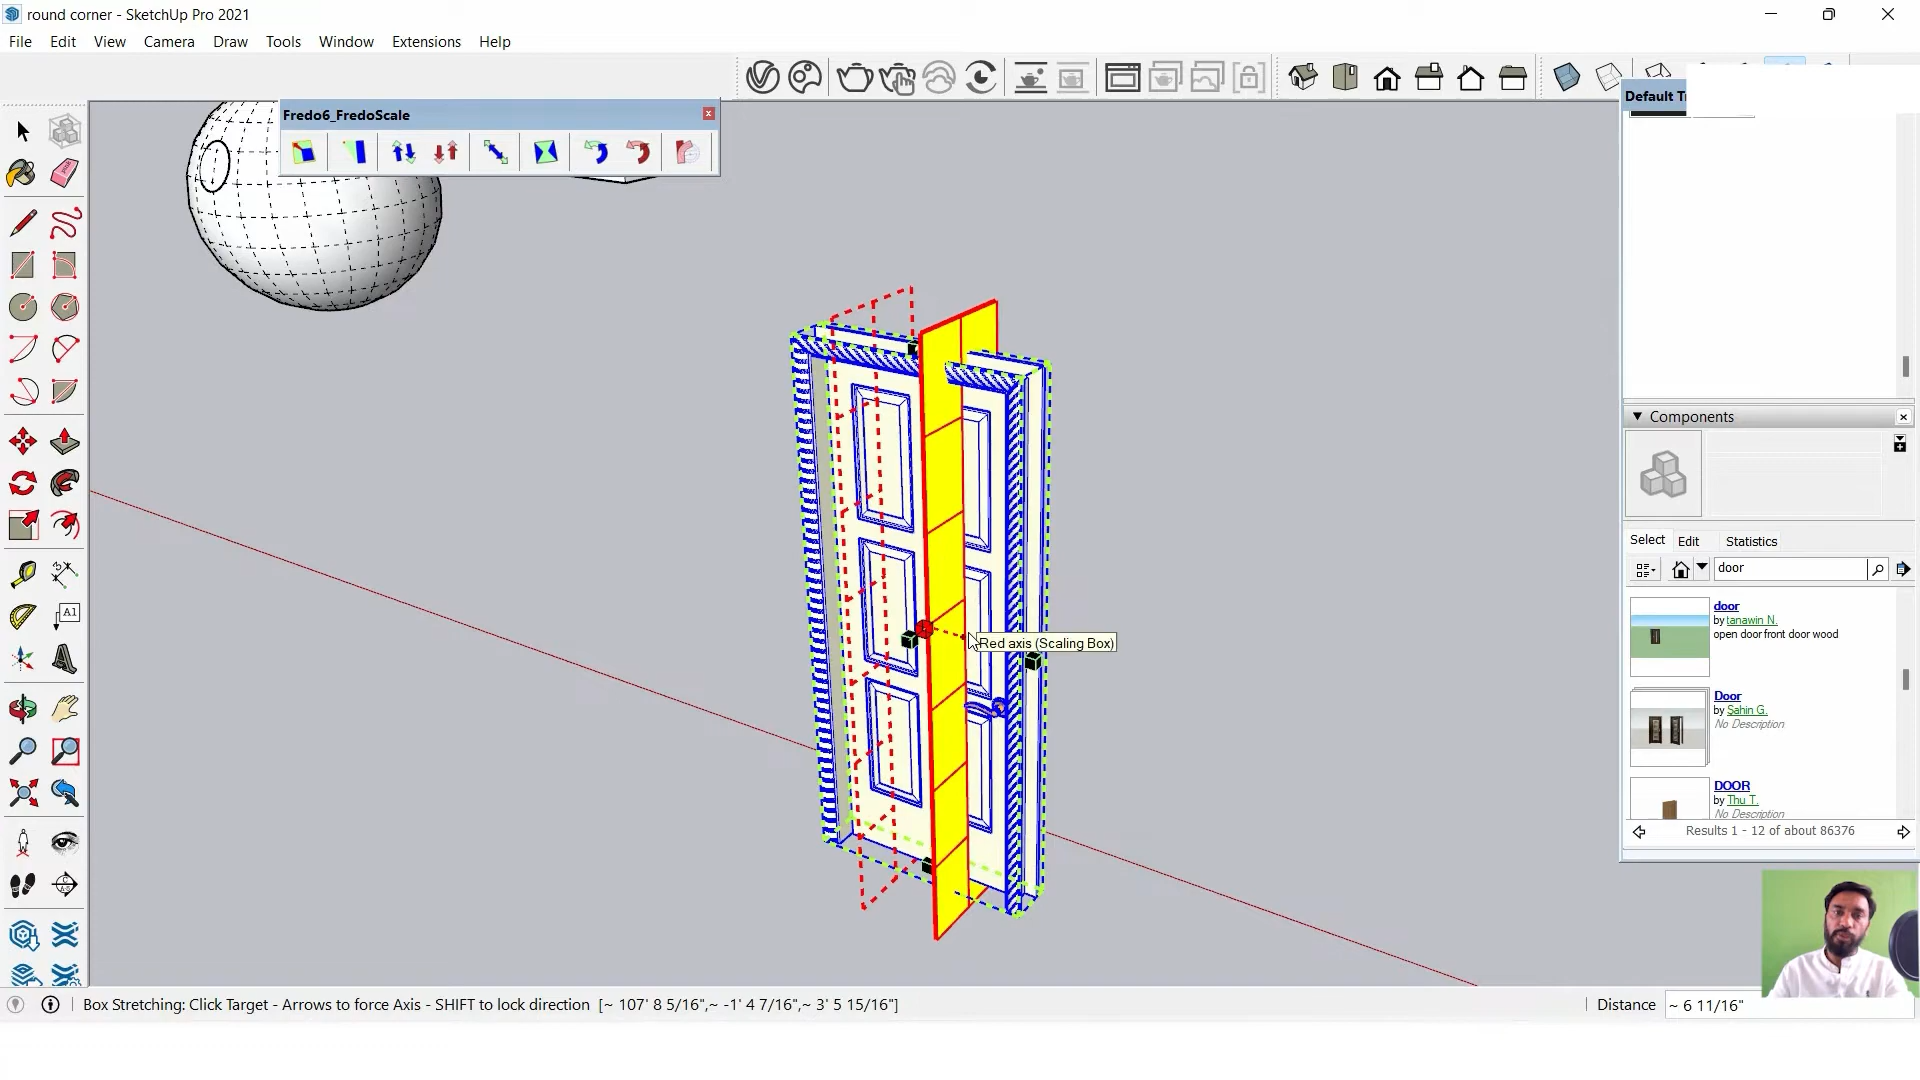 round corner - SketchUp Pro 2021
File Edit View Camera Draw Tools Window Extensions Help
Fredo6_FredoScale
Default Tr
Components
Select Edit Statistics
door
door
by tanawin N.
open door front door wood
Door
by Sahin G.
No Description
DOOR
by Thu T.
No Description
Results 1 - 12 of about 86376
A1
Red axis (Scaling Box)
Box Stretching: Click Target - Arrows to force Axis - SHIFT to lock direction [~ 107' 8 5/16",~ -1' 4 7/16",~ 3' 5 15/16"]
Distance ~ 6 11/16"